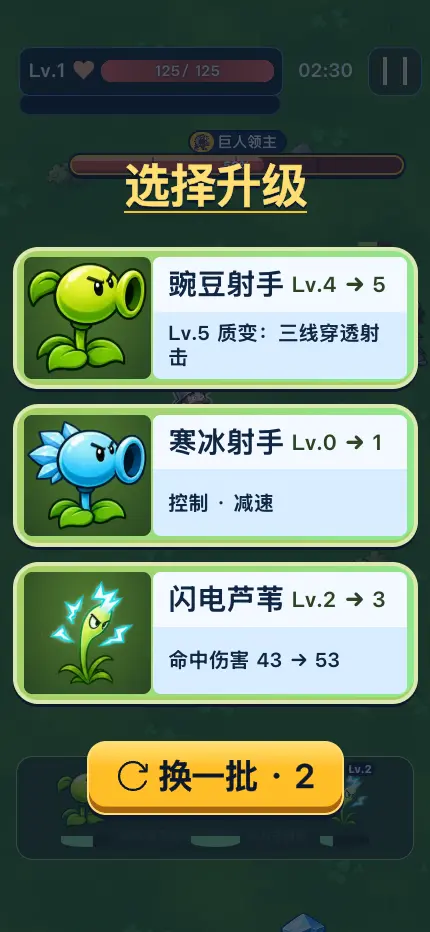 Lv.1
125/ 125
02:30
巨人领主
选择升级
豌豆射手 Lv.4 → 5
Lv.5 质变：三线穿透射
击
寒冰射手 Lv.0 → 1
控制 · 减速
闪电芦苇 Lv.2 → 3
命中伤害 43 → 53
换一批 · 2
Lv.2